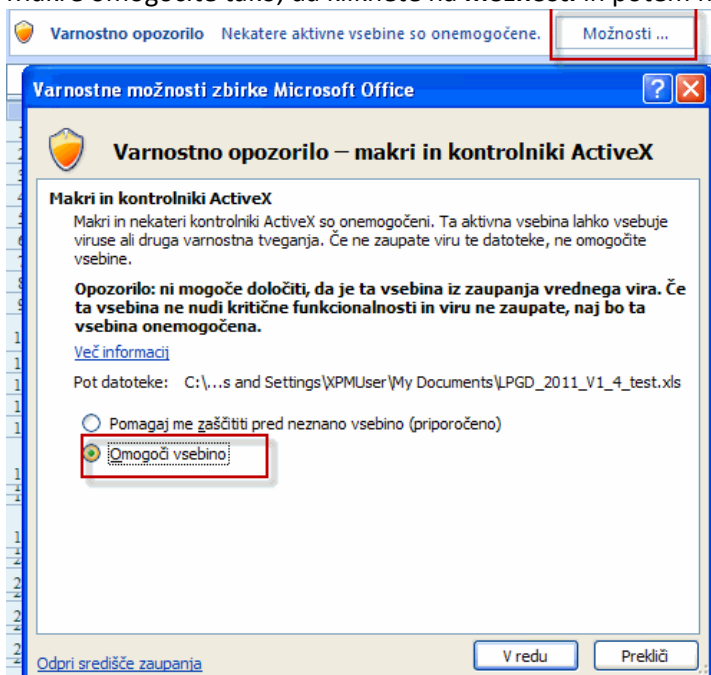 makre omogočite tako, da kliknete na možnosti in potem n
Varnostno opozorilo Nekatere aktivne vsebine so onemogočene. Možnosti ...
Varnostne možnosti zbirke Microsoft Office
Varnostno opozorilo – makri in kontrolniki ActiveX
Makri in kontrolniki ActiveX
Makri in nekateri kontrolniki ActiveX so onemogočeni. Ta aktivna vsebina lahko vsebuje
viruse ali druga varnostna tveganja. Če ne zaupate viru te datoteke, ne omogočite
vsebine.
Opozorilo: ni mogoče določiti, da je ta vsebina iz zaupanja vrednega vira. Če
ta vsebina ne nudi kritične funkcionalnosti in viru ne zaupate, naj bo ta
vsebina onemogočena.
Več informacij
Pot datoteke: C:\...s and Settings\XPMUser\My Documents\LPGD_2011_V1_4_test.xls
Pomagaj me zaščititi pred neznano vsebino (priporočeno)
Omogoči vsebino
Odpri središče zaupanja
V redu Prekliči